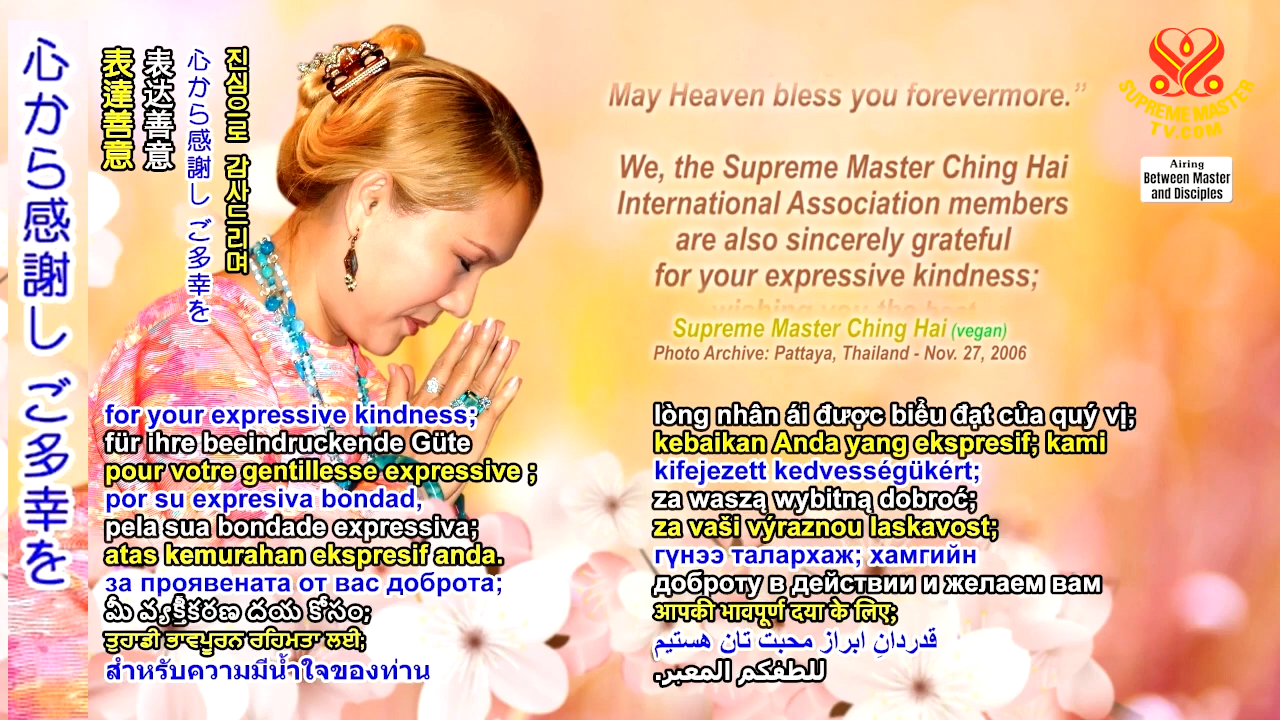 心から感謝し ご多幸を
表達善意
表达善意
心から感謝し ご多幸を
진심으로 감사드리며
May Heaven bless you forevermore.”
We, the Supreme Master Ching Hai
International Association members
are also sincerely grateful
for your expressive kindness;
wishing you the best
Supreme Master Ching Hai (vegan)
Photo Archive: Pattaya, Thailand - Nov. 27, 2006
SUPREME MASTER
TV.COM
Airing
Between Master
and Disciples
for your expressive kindness;
für ihre beeindruckende Güte
pour votre gentillesse expressive ;
por su expresiva bondad,
pela sua bondade expressiva;
atas kemurahan ekspresif anda.
за проявената от вас доброта;
మీ వ్యక్తీకరణ దయ కోసం;
ਤੁਹਾਡੀ ਭਾਵਪੂਰਨ ਰਹਿਮਤਾ ਲਈ;
สำหรับความมีน้ำใจของท่าน
lòng nhân ái được biểu đạt của quý vị;
kebaikan Anda yang ekspresif; kami
kifejezett kedvességükért;
za waszą wybitną dobroć;
za vaši výraznou laskavost;
гүнээ талархаж; хамгийн
доброту в действии и желаем вам
आपकी भावपूर्ण दया के लिए;
قدردانِ ابراز محبت تان هستیم
للطفكم المعبر.